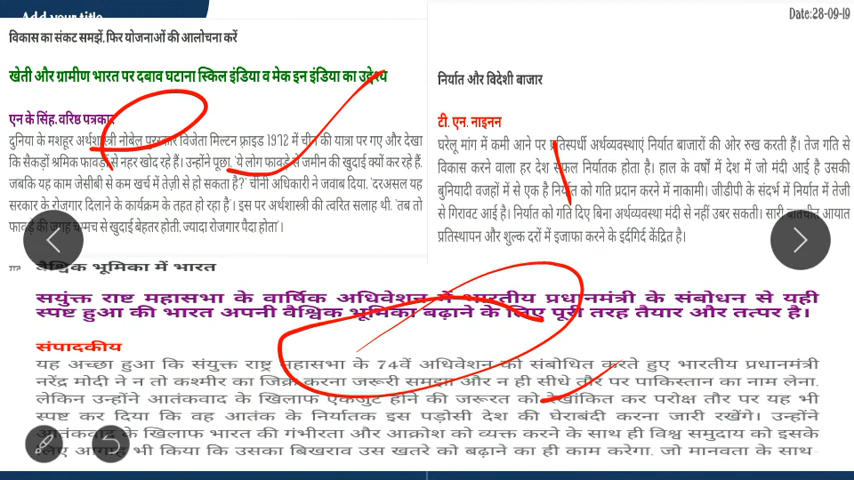 Add your title
Date:28-09-19
विकास का संकट समझें, फिर योजनाओं की आलोचना करें
खेती और ग्रामीण भारत पर दबाव घटाना स्किल इंडिया व मेक इन इंडिया का उद्देश्य
एन के सिंह, वरिष्ठ पत्रकार
दुनिया के मशहूर अर्थशास्त्री नोबेल पुरस्कार विजेता मिल्टन फ्राइड 1972 में चीन की यात्रा पर गए और देखा
कि सैकड़ों श्रमिक फावड़ों से नहर खोद रहे हैं। उन्होंने पूछा, 'ये लोग फावड़े से जमीन की खुदाई क्यों कर रहे हैं,
जबकि यह काम जेसीबी से कम खर्च में तेज़ी से हो सकता है?' चीनी अधिकारी ने जवाब दिया, 'दरअसल यह
सरकार के रोजगार दिलाने के कार्यक्रम के तहत हो रहा है'। इस पर अर्थशास्त्री की त्वरित सलाह थी, 'तब तो
फावड़े की जगह चम्मच से खुदाई बेहतर होती, ज्यादा रोजगार पैदा होता'।
निर्यात और विदेशी बाजार
टी. एन. नाइनन
घरेलू मांग में कमी आने पर प्रतिस्पर्धी अर्थव्यवस्थाएं निर्यात बाजारों की ओर रुख करती हैं। तेज गति से
विकास करने वाला हर देश सफल निर्यातक होता है। हाल के वर्षों में देश में जो मंदी आई है उसकी
बुनियादी वजहों में से एक है निर्यात को गति प्रदान करने में नाकामी। जीडीपी के संदर्भ में निर्यात में तेजी
से गिरावट आई है। निर्यात को गति दिए बिना अर्थव्यवस्था मंदी से नहीं उबर सकती। सारी बातचीत आयात
प्रतिस्थापन और शुल्क दरों में इजाफा करने के इर्दगिर्द केंद्रित है।
वैश्विक भूमिका में भारत
सयुंक्त राष्ट महासभा के वार्षिक अधिवेशन में भारतीय प्रधानमंत्री के संबोधन से यही
स्पष्ट हुआ की भारत अपनी वैश्विक भूमिका बढ़ाने के लिए पूरी तरह तैयार और तत्पर है।
संपादकीय
यह अच्छा हुआ कि संयुक्त राष्ट्र महासभा के 74वें अधिवेशन को संबोधित करते हुए भारतीय प्रधानमंत्री
नरेंद्र मोदी ने न तो कश्मीर का जिक्र करना जरूरी समझा और न ही सीधे तौर पर पाकिस्तान का नाम लेना,
लेकिन उन्होंने आतंकवाद के खिलाफ एकजुट होने की जरूरत को रेखांकित कर परोक्ष तौर पर यह भी
स्पष्ट कर दिया कि वह आतंक के निर्यातक इस पड़ोसी देश की घेराबंदी करना जारी रखेंगे। उन्होंने
आतंकवाद के खिलाफ भारत की गंभीरता और आक्रोश को व्यक्त करने के साथ ही विश्व समुदाय को इसके
लिए आगाह भी किया कि उसका बिखराव उस खतरे को बढ़ाने का ही काम करेगा, जो मानवता के साथ-